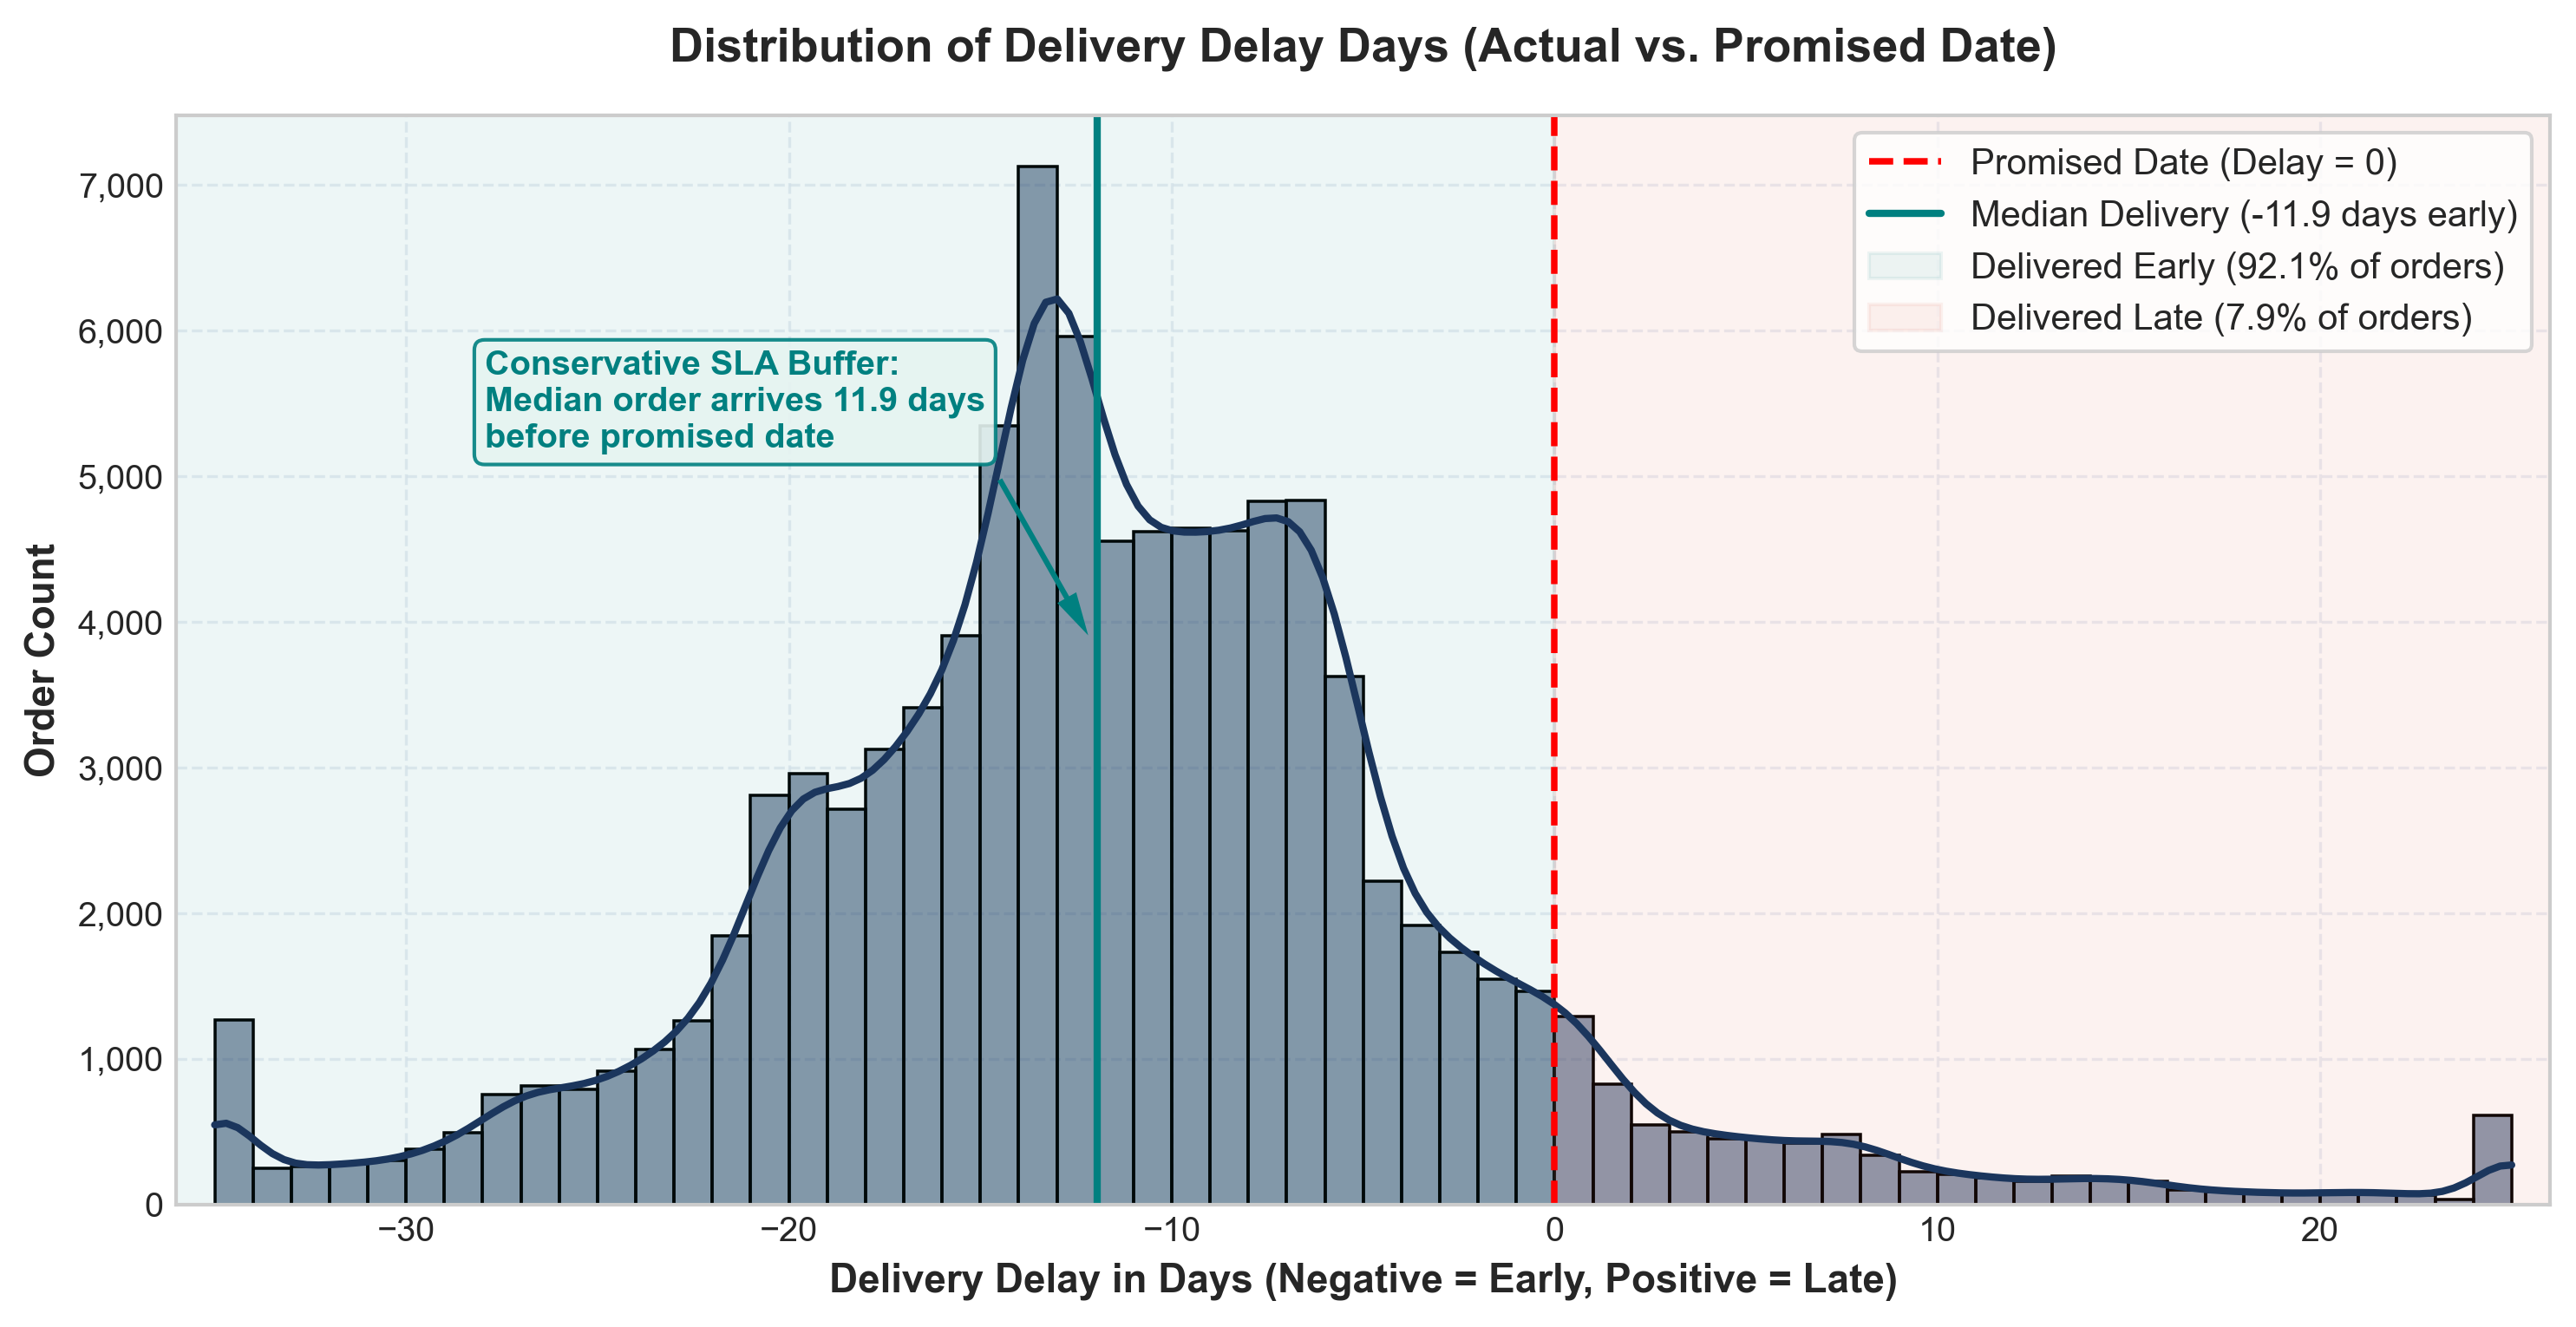 Distribution of Delivery Delay Days (Actual vs. Promised Date)
Promised Date (Delay = 0)
Median Delivery (-11.9 days early)
Delivered Early (92.1% of orders)
Delivered Late (7.9% of orders)
Conservative SLA Buffer:
Median order arrives 11.9 days
before promised date
Order Count
7,000
6,000
5,000
4,000
3,000
2,000
1,000
0
−30
−20
−10
0
10
20
Delivery Delay in Days (Negative = Early, Positive = Late)